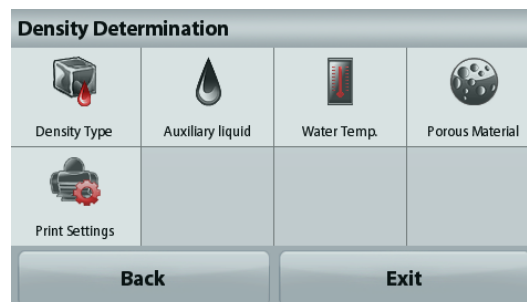 Density Determination
Density Type
Auxiliary liquid
Water Temp.
Porous Material
Print Settings
Back
Exit